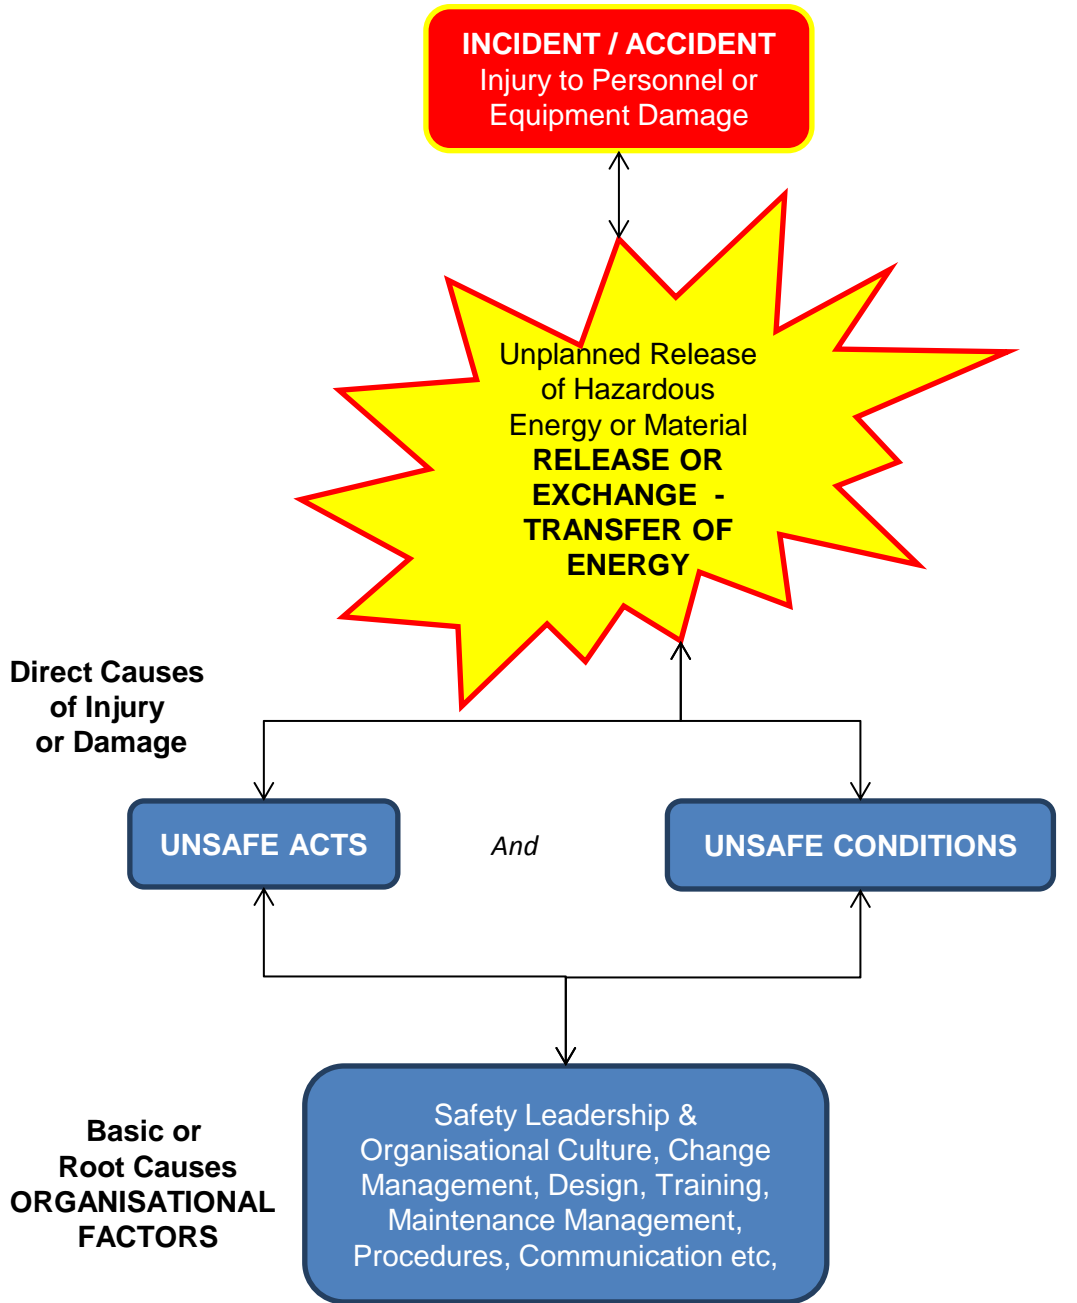 INCIDENT / ACCIDENT
Injury to Personnel or
Equipment Damage
Unplanned Release
of Hazardous
Energy or Material
RELEASE OR
EXCHANGE  -
TRANSFER OF
ENERGY
Direct Causes
of Injury
or Damage
UNSAFE ACTS
And
UNSAFE CONDITIONS
Basic or
Root Causes
ORGANISATIONAL
FACTORS
Safety Leadership &
Organisational Culture, Change
Management, Design, Training,
Maintenance Management,
Procedures, Communication etc,